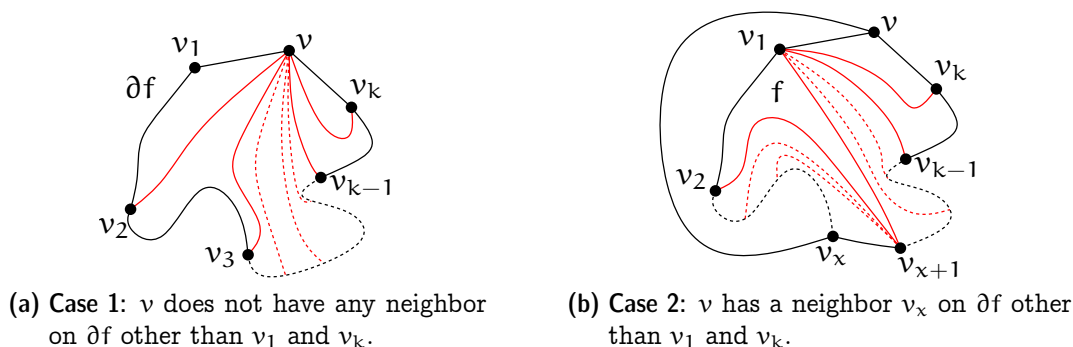 v₁ v
∂f
vₖ
v₂
vₖ₋₁
v₃
v
v₁
f
vₖ
v₂
vₖ₋₁
vₓ
vₓ₊₁
(a) Case 1: v does not have any neighbor
on ∂f other than v₁ and vₖ.
(b) Case 2: v has a neighbor vₓ on ∂f other
than v₁ and vₖ.